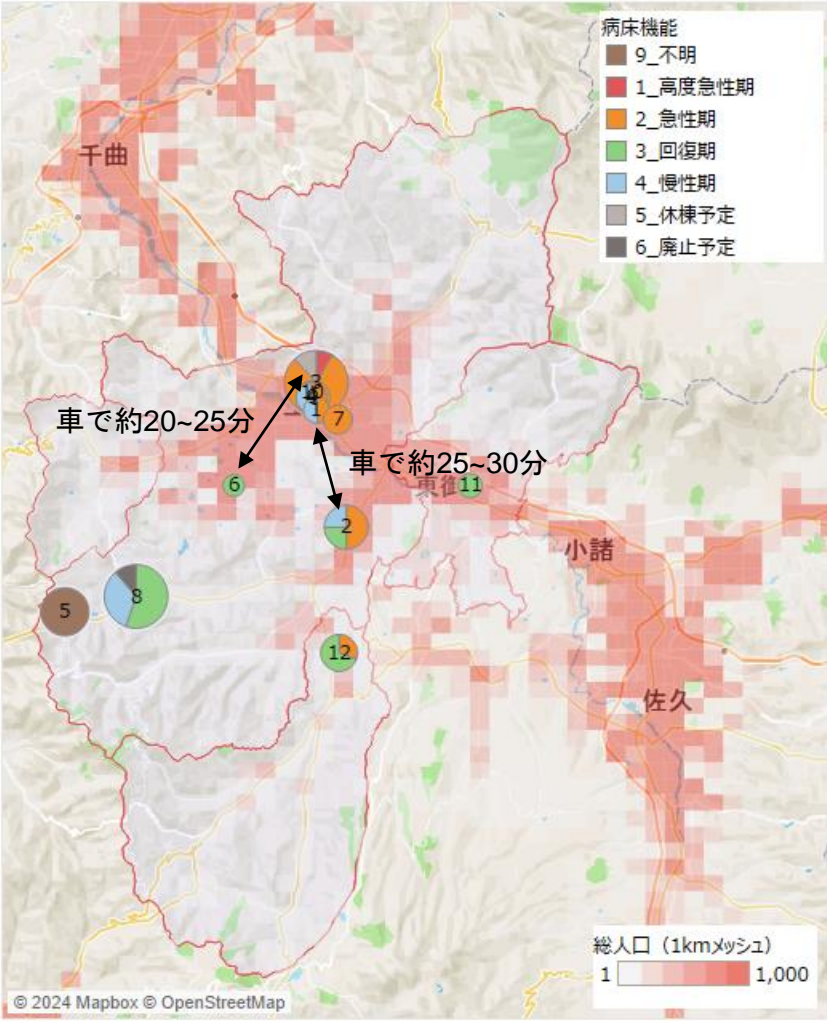 病床機能
9_不明
1_高度急性期
2_急性期
3_回復期
4_慢性期
5_休棟予定
6_廃止予定
千曲
3
10
1
7
車で約20~25分
車で約25~30分
6
東御
11
2
小諸
5
8
12
佐久
総人口（1kmメッシュ）
1
1,000
© 2024 Mapbox © OpenStreetMap